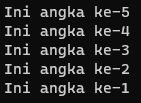 Ini angka ke-5
Ini angka ke-4
Ini angka ke-3
Ini angka ke-2
Ini angka ke-1